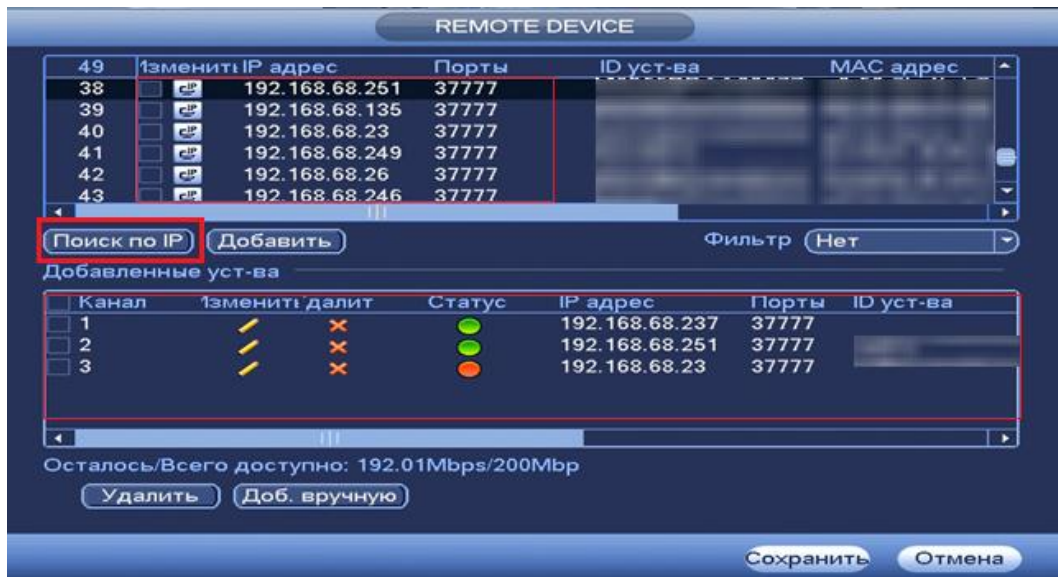 REMOTE DEVICE
49 Iзменить IP адрес Порты ID уст-ва MAC адрес
38 192.168.68.251 37777
39 192.168.68.135 37777
40 192.168.68.23 37777
41 192.168.68.249 37777
42 192.168.68.26 37777
43 192.168.68.246 37777
Поиск по IP Добавить Фильтр Нет
Добавленные уст-ва
Канал Iзменить далит Статус IP адрес Порты ID уст-ва
1 192.168.68.237 37777
2 192.168.68.251 37777
3 192.168.68.23 37777
Осталось/Всего доступно: 192.01Mbps/200Mbp
Удалить Доб. вручную
Сохранить Отмена